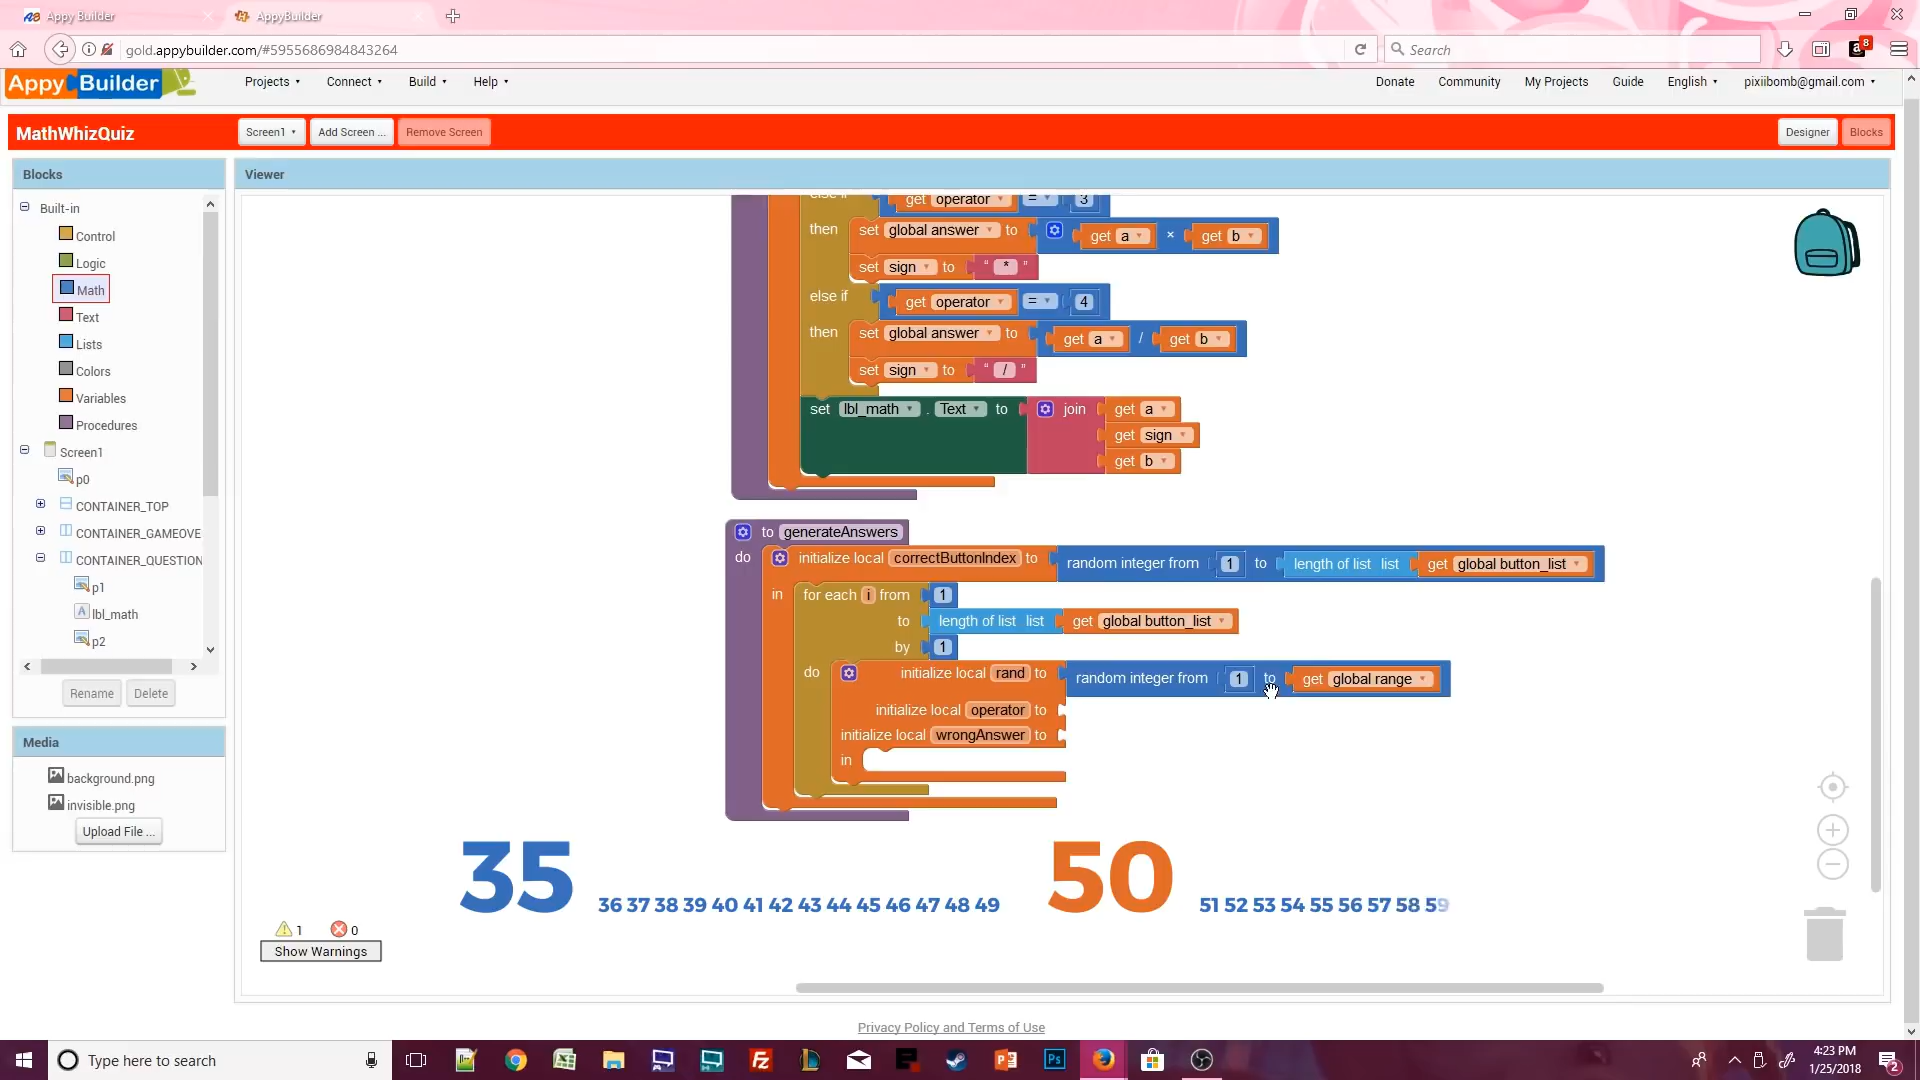 Appy Builder
AppyBuilder
gold.appybuilder.com/#5955686984843264
Search
8
Appy Builder
Projects
Connect
Build
Help
Donate
Community
My Projects
Guide
English
pixiibomb@gmail.com
MathWhizQuiz
Screen1
Add Screen ...
Remove Screen
Designer
Blocks
Blocks
Viewer
Built-in
Control
Logic
Math
Text
Lists
Colors
Variables
Procedures
Screen1
p0
CONTAINER_TOP
CONTAINER_GAMEOVE
CONTAINER_QUESTION
p1
lbl_math
p2
Rename
Delete
Media
background.png
invisible.png
Upload File ...
else if get operator = 3
then set global answer to get a × get b
set sign to " * "
else if get operator = 4
then set global answer to get a / get b
set sign to " / "
set lbl_math . Text to join get a
get sign
get b
to generateAnswers
do initialize local correctButtonIndex to random integer from 1 to length of list list get global button_list
in for each i from 1
to length of list list get global button_list
by 1
do initialize local rand to random integer from 1 to get global range
initialize local operator to
initialize local wrongAnswer to
in
35 36 37 38 39 40 41 42 43 44 45 46 47 48 49 50 51 52 53 54 55 56 57 58 59
1 0
Show Warnings
Privacy Policy and Terms of Use
Type here to search
4:23 PM
1/25/2018
2